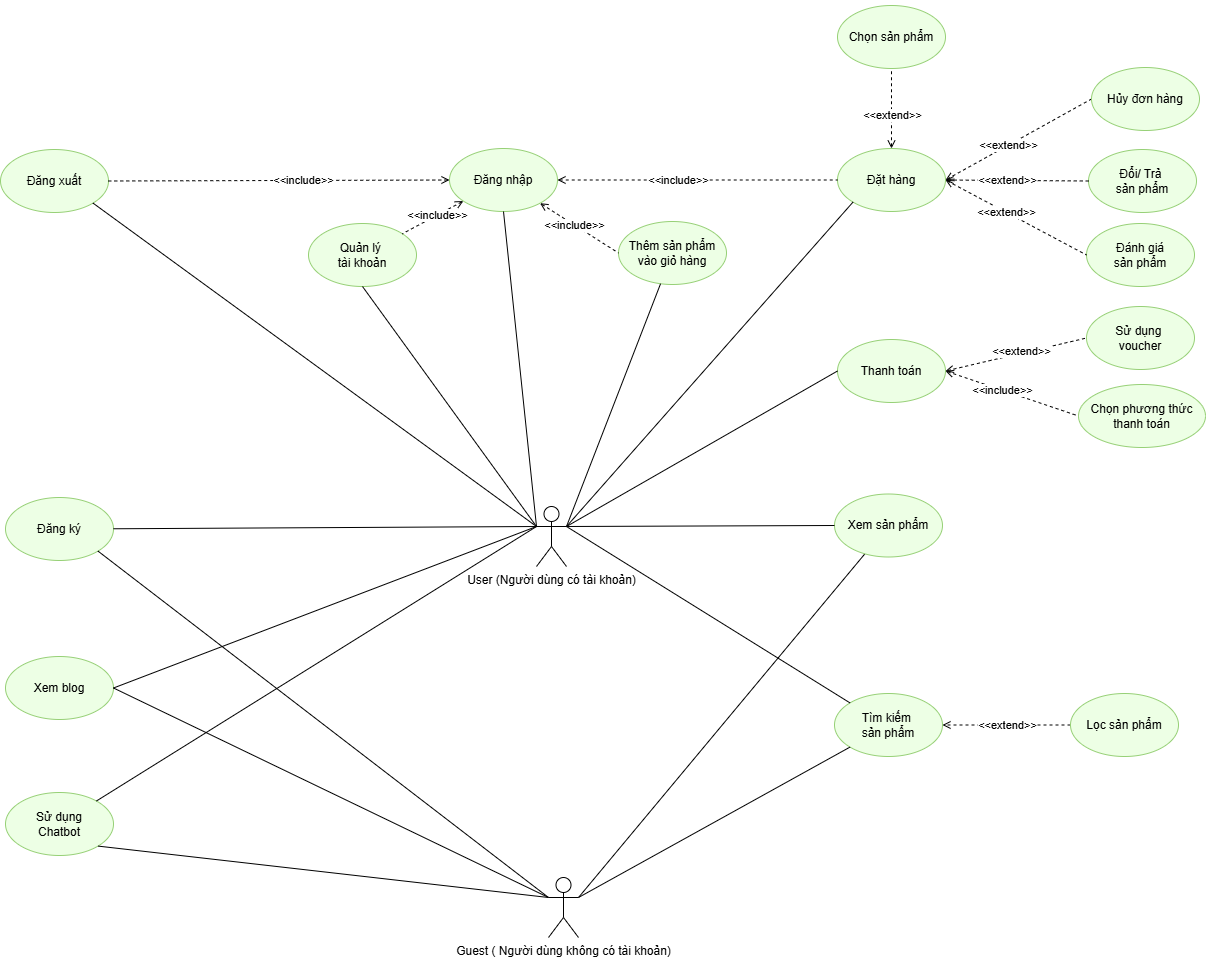 Chọn sản phẩm
<<extend>>
Hủy đơn hàng
<<extend>>
Đăng xuất
<<include>>
Đăng nhập
<<include>>
Đặt hàng
<<extend>>
Đổi/ Trả
sản phẩm
<<include>>
<<include>>
<<extend>>
Quản lý
tài khoản
Thêm sản phẩm
vào giỏ hàng
Đánh giá
sản phẩm
Sử dụng
voucher
<<extend>>
Thanh toán
<<include>>
Chọn phương thức
thanh toán
Đăng ký
Xem sản phẩm
User (Người dùng có tài khoản)
Xem blog
Tìm kiếm
sản phẩm
<<extend>>
Lọc sản phẩm
Sử dụng
Chatbot
Guest ( Người dùng không có tài khoản)